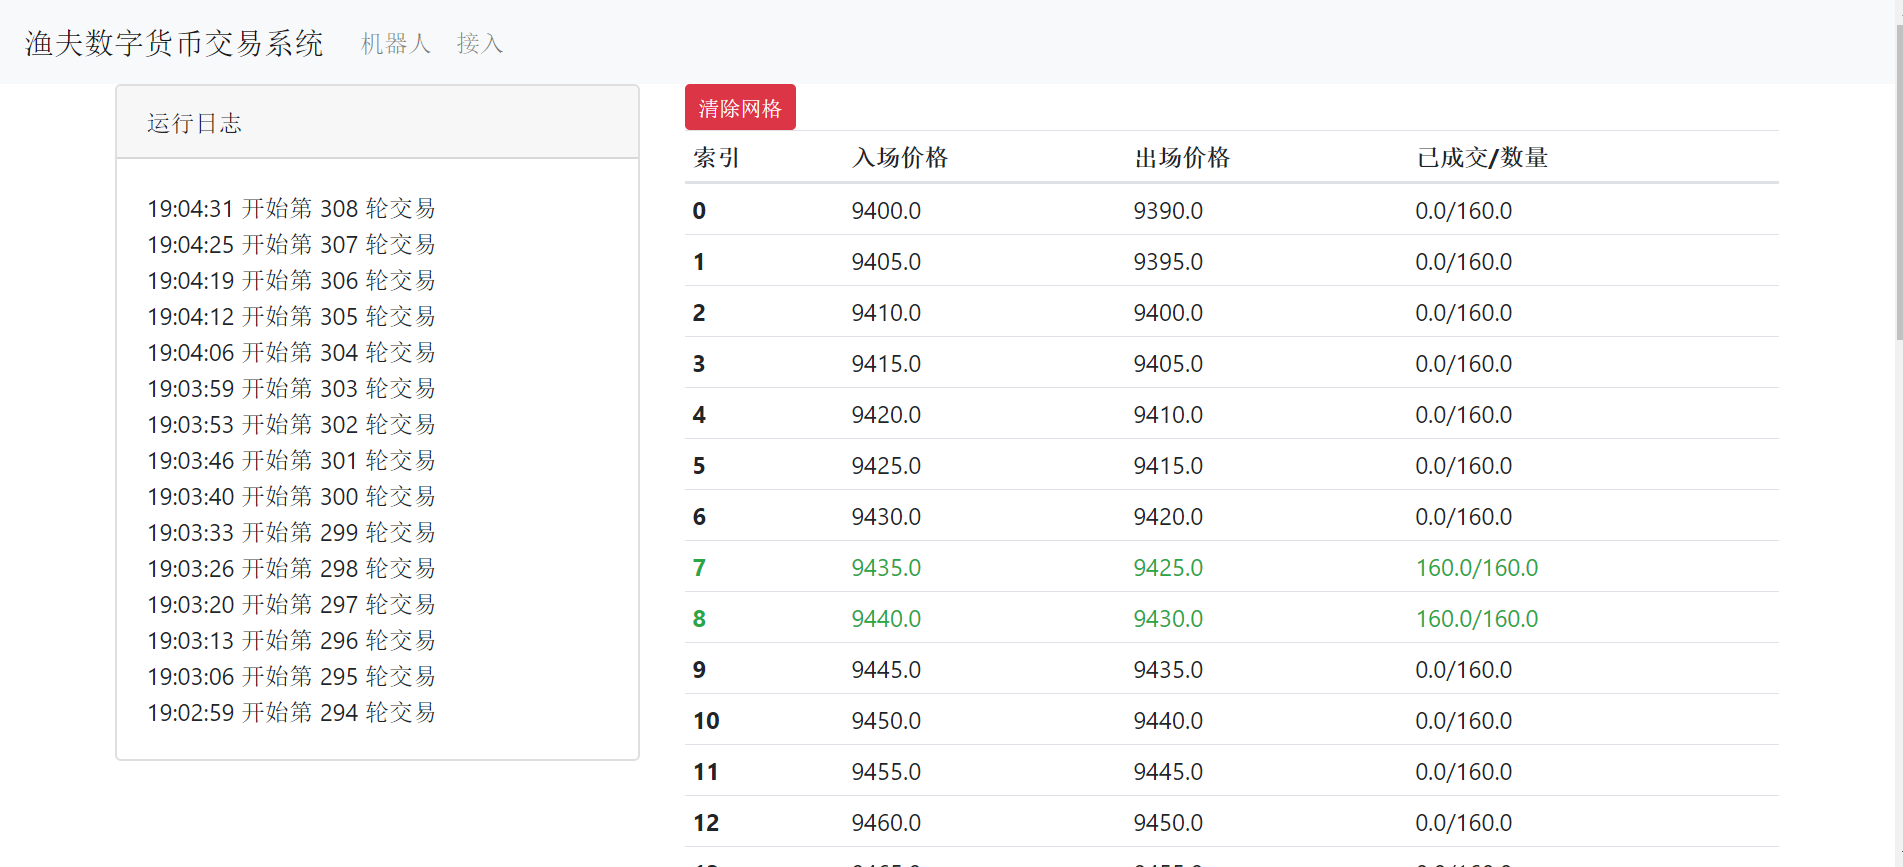 渔夫数字货币交易系统 机器人 接入
运行日志
19:04:31 开始第 308 轮交易
19:04:25 开始第 307 轮交易
19:04:19 开始第 306 轮交易
19:04:12 开始第 305 轮交易
19:04:06 开始第 304 轮交易
19:03:59 开始第 303 轮交易
19:03:53 开始第 302 轮交易
19:03:46 开始第 301 轮交易
19:03:40 开始第 300 轮交易
19:03:33 开始第 299 轮交易
19:03:26 开始第 298 轮交易
19:03:20 开始第 297 轮交易
19:03:13 开始第 296 轮交易
19:03:06 开始第 295 轮交易
19:02:59 开始第 294 轮交易
清除网格
索引 入场价格 出场价格 已成交/数量
0 9400.0 9390.0 0.0/160.0
1 9405.0 9395.0 0.0/160.0
2 9410.0 9400.0 0.0/160.0
3 9415.0 9405.0 0.0/160.0
4 9420.0 9410.0 0.0/160.0
5 9425.0 9415.0 0.0/160.0
6 9430.0 9420.0 0.0/160.0
7 9435.0 9425.0 160.0/160.0
8 9440.0 9430.0 160.0/160.0
9 9445.0 9435.0 0.0/160.0
10 9450.0 9440.0 0.0/160.0
11 9455.0 9445.0 0.0/160.0
12 9460.0 9450.0 0.0/160.0